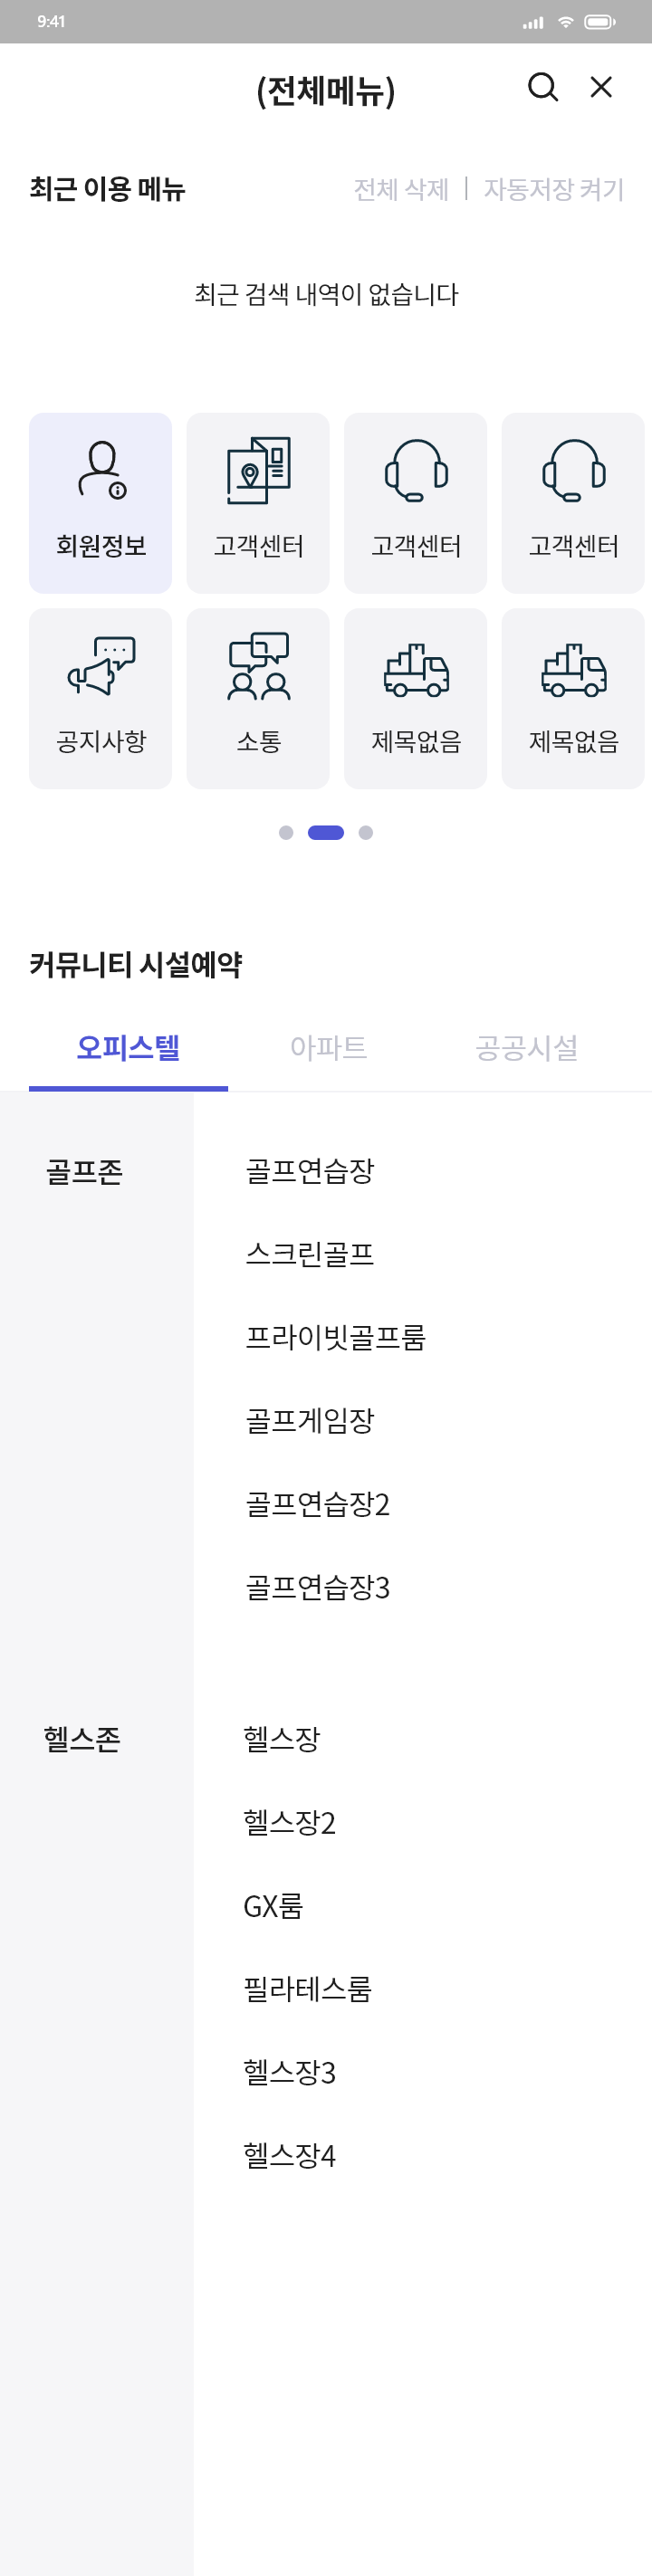 9:41
(전체메뉴)
최근 이용 메뉴
전체 삭제 | 자동저장 켜기
최근 검색 내역이 없습니다
회원정보 고객센터 고객센터 고객센터
공지사항 소통 제목없음 제목없음
커뮤니티 시설예약
오피스텔 아파트 공공시설
골프존 골프연습장
스크린골프
프라이빗골프룸
골프게임장
골프연습장2
골프연습장3
헬스존 헬스장
헬스장2
GX룸
필라테스룸
헬스장3
헬스장4